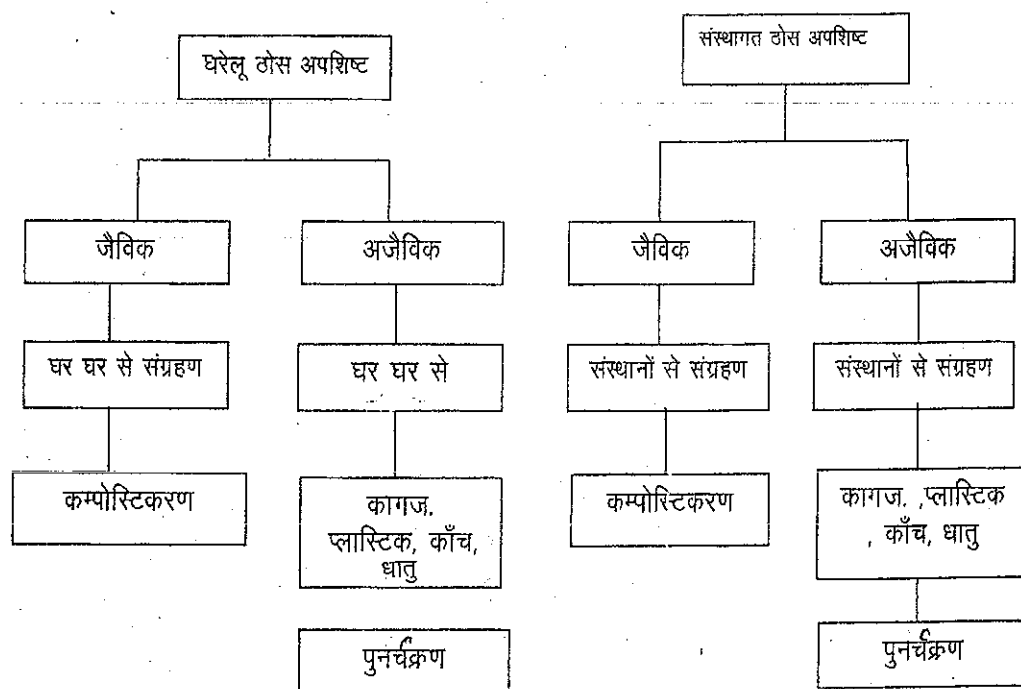 घरेलू ठोस अपशिष्ट
जैविक
अजैविक
घर घर से संग्रहण
घर घर से
कम्पोस्टिकरण
कागज.
प्लास्टिक, काँच,
धातु
पुनर्चक्रण
संस्थागत ठोस अपशिष्ट
जैविक
अजैविक
संस्थानों से संग्रहण
संस्थानों से संग्रहण
कम्पोस्टिकरण
कागज. ,प्लास्टिक
, काँच, धातु
पुनर्चक्रण